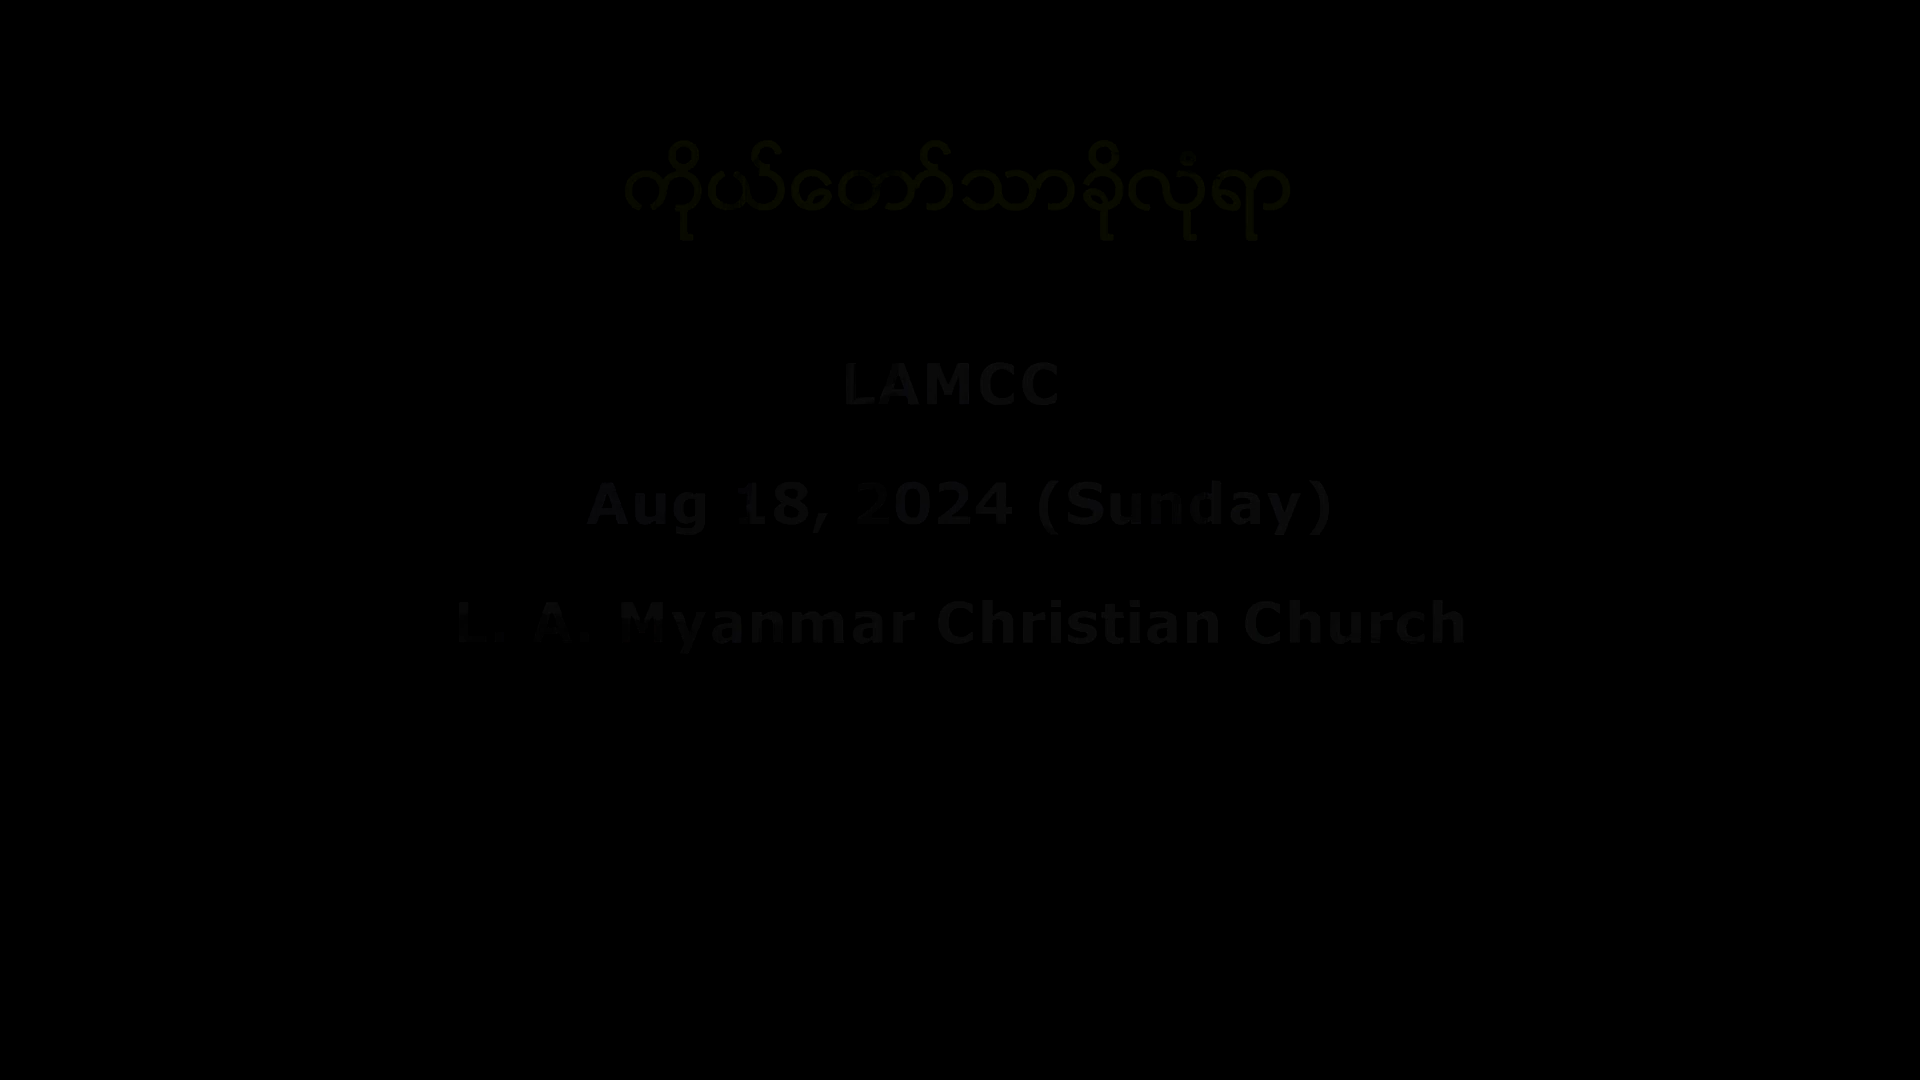 ကိုယ်တော်သာခိုလှုံရာ
LAMCC
Aug 18, 2024 (Sunday)
L. A. Myanmar Christian Church